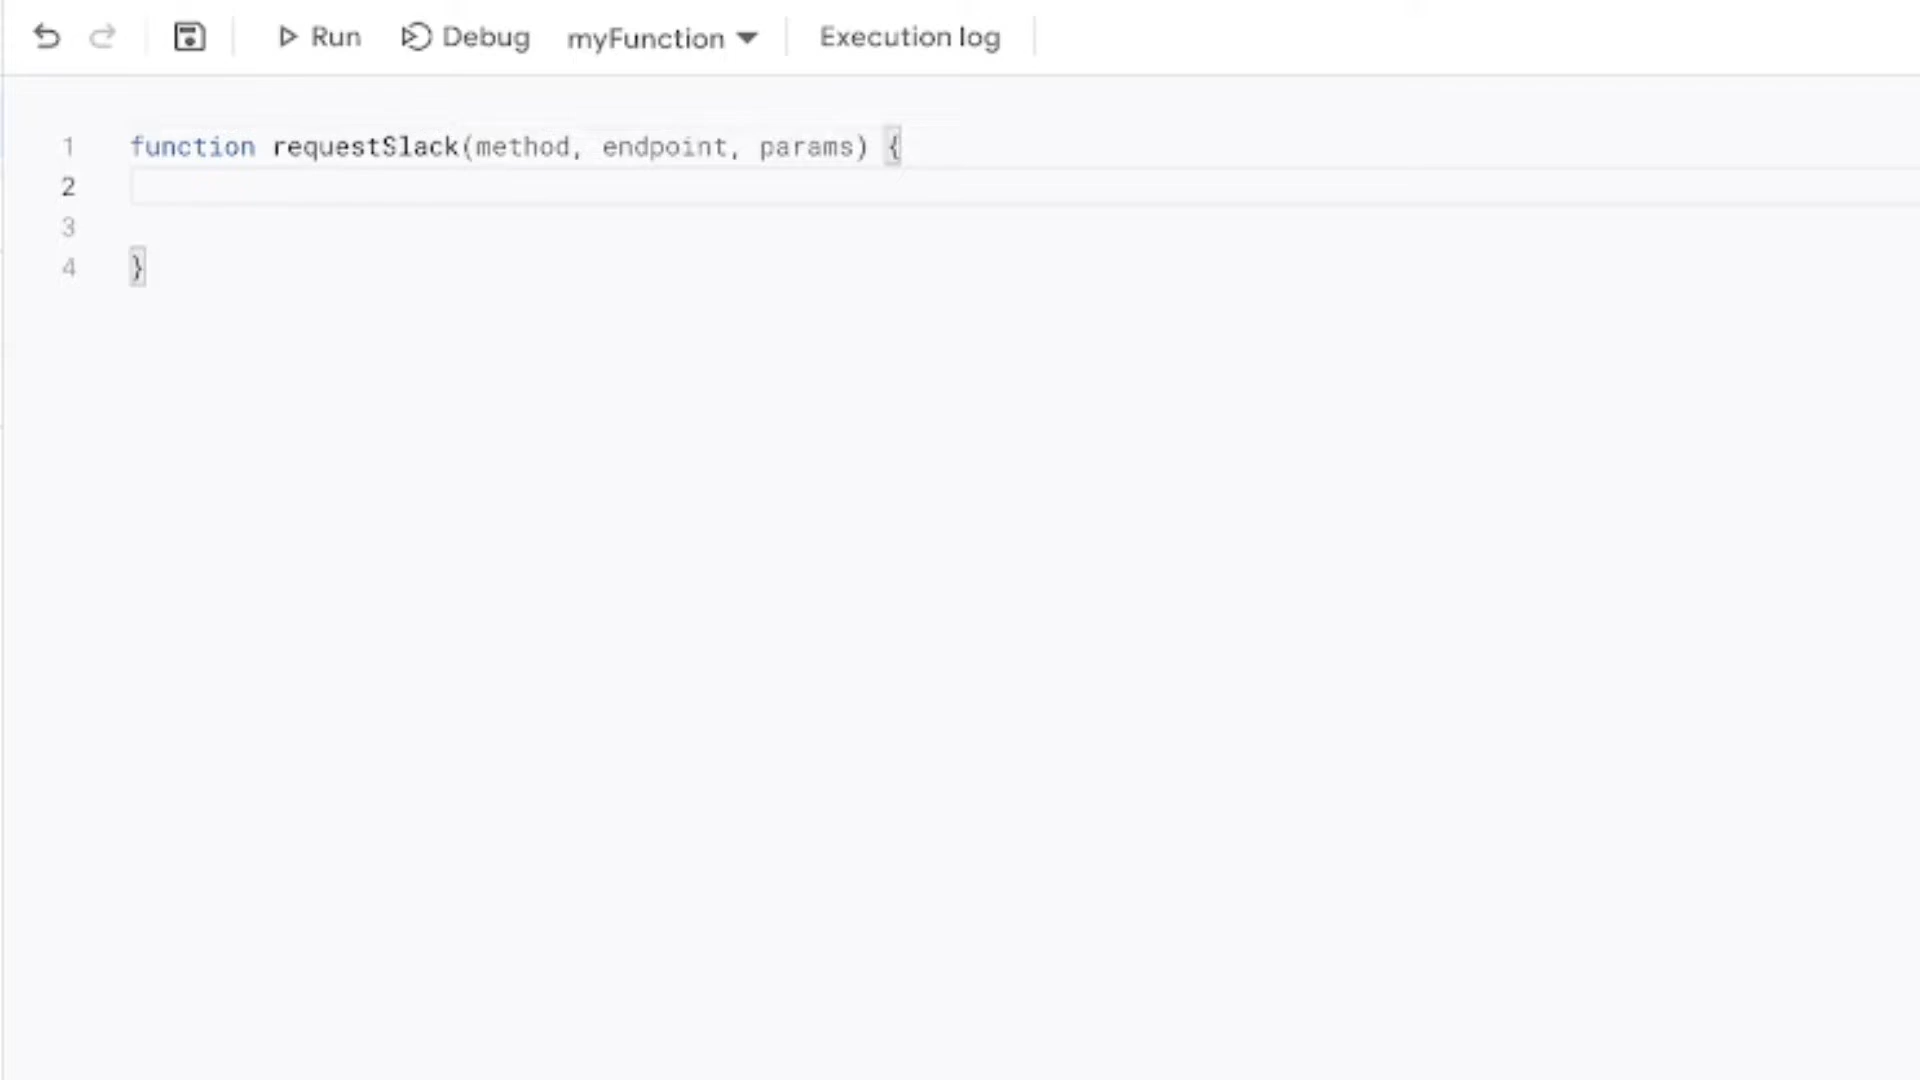 Run Debug myFunction Execution log
1 function requestSlack(method, endpoint, params) {
2
3
4 }